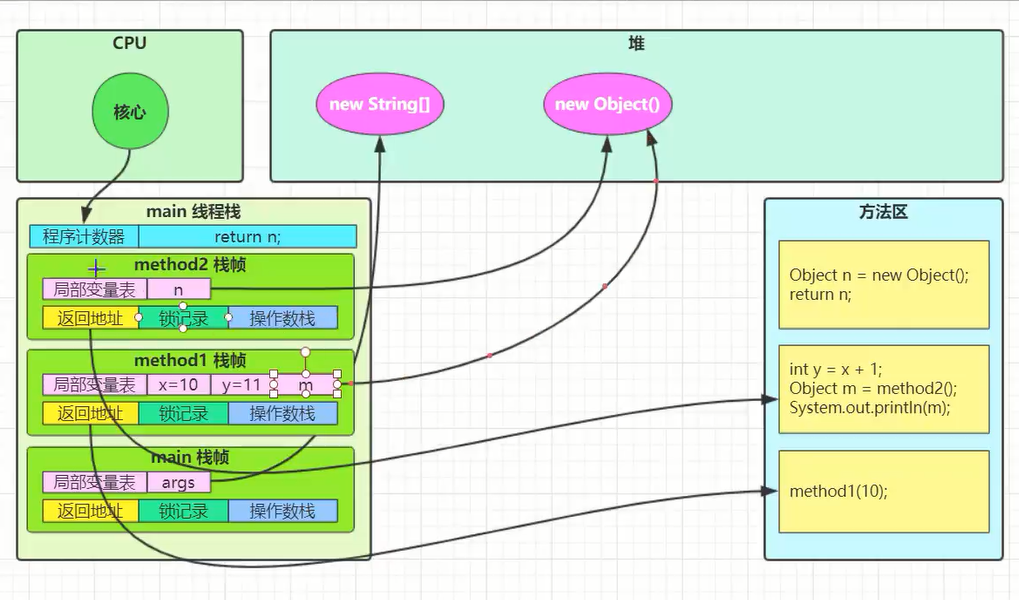 CPU
核心
堆
new String[]
new Object()
main 线程栈
程序计数器
return n;
method2 栈帧
局部变量表
n
返回地址
锁记录
操作数栈
method1 栈帧
局部变量表
x=10
y=11
m
返回地址
锁记录
操作数栈
main 栈帧
局部变量表
args
返回地址
锁记录
操作数栈
方法区
Object n = new Object();
return n;
int y = x + 1;
Object m = method2();
System.out.println(m);
method1(10);